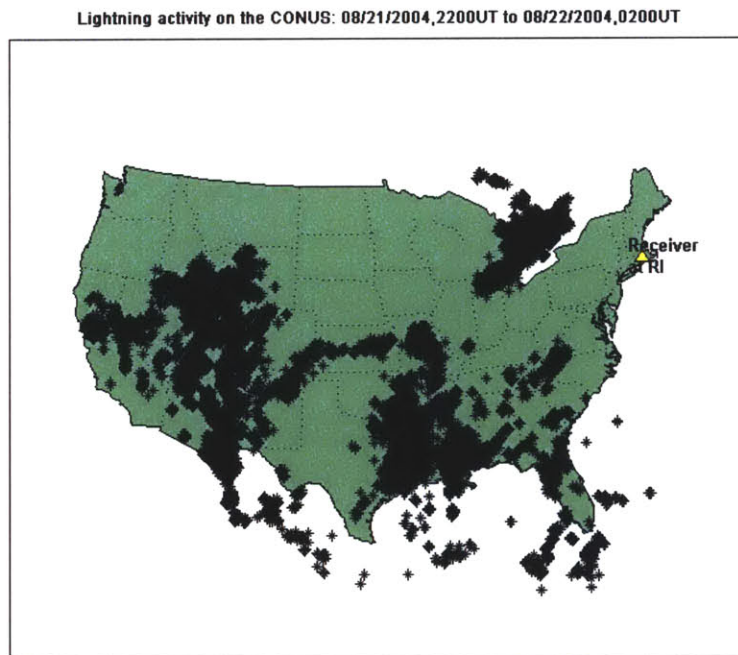 Lightning activity on the CONUS: 08/21/2004,2200UT to 08/22/2004,0200UT
Receiver
at RI